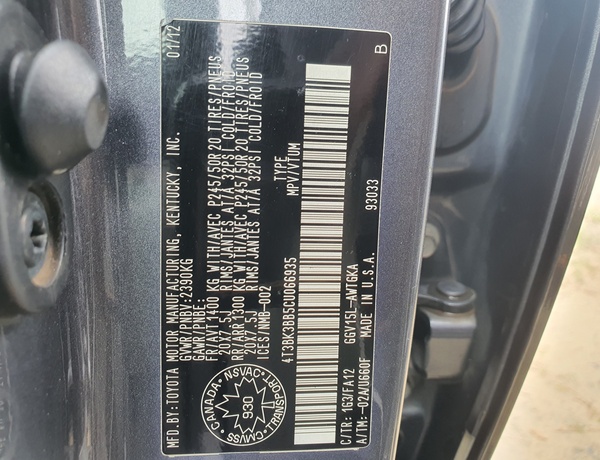 MFD.BY:TOYOTA MOTOR MANUFACTURING, KENTUCKY, INC. 01/12
GVWR/PNBV:2390KG
GAWR/PNBE:
FR/AV 1400 KG WITH/AVEC P245/50R20 TIRES/PNEUS
20X7.5J RIMS/JANTES AT/A 32PSI COLD/FROID
RR/ARR 1300 KG WITH/AVEC P245/50R20 TIRES/PNEUS
20X7.5J RIMS/JANTES AT/A 32PSI COLD/FROID
ICES/NMB-002
CANADA
NSVAC
930
CMVSS
TRANSPORT
TYPE
4T3BK3BB5CU066935 MPV/VTUM
C/TR: 1G3/FA12 GGV15L-AWTGKA 93033 B
A/TM:-02A/U660F MADE IN U.S.A.